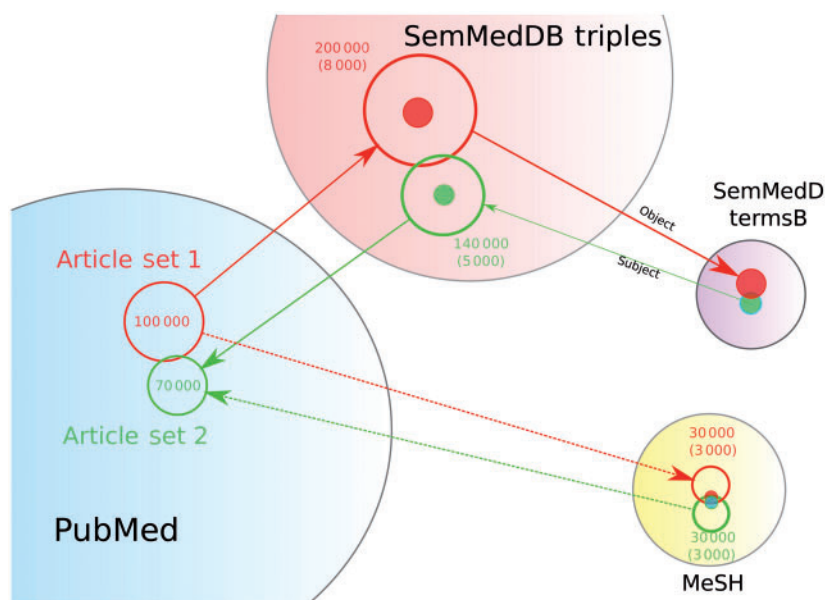 SemMedDB triples
200 000
(8 000)
140 000
(5 000)
Object
Subject
SemMedD
termsB
Article set 1
100 000
70 000
Article set 2
PubMed
30 000
(3 000)
30 000
(3 000)
MeSH